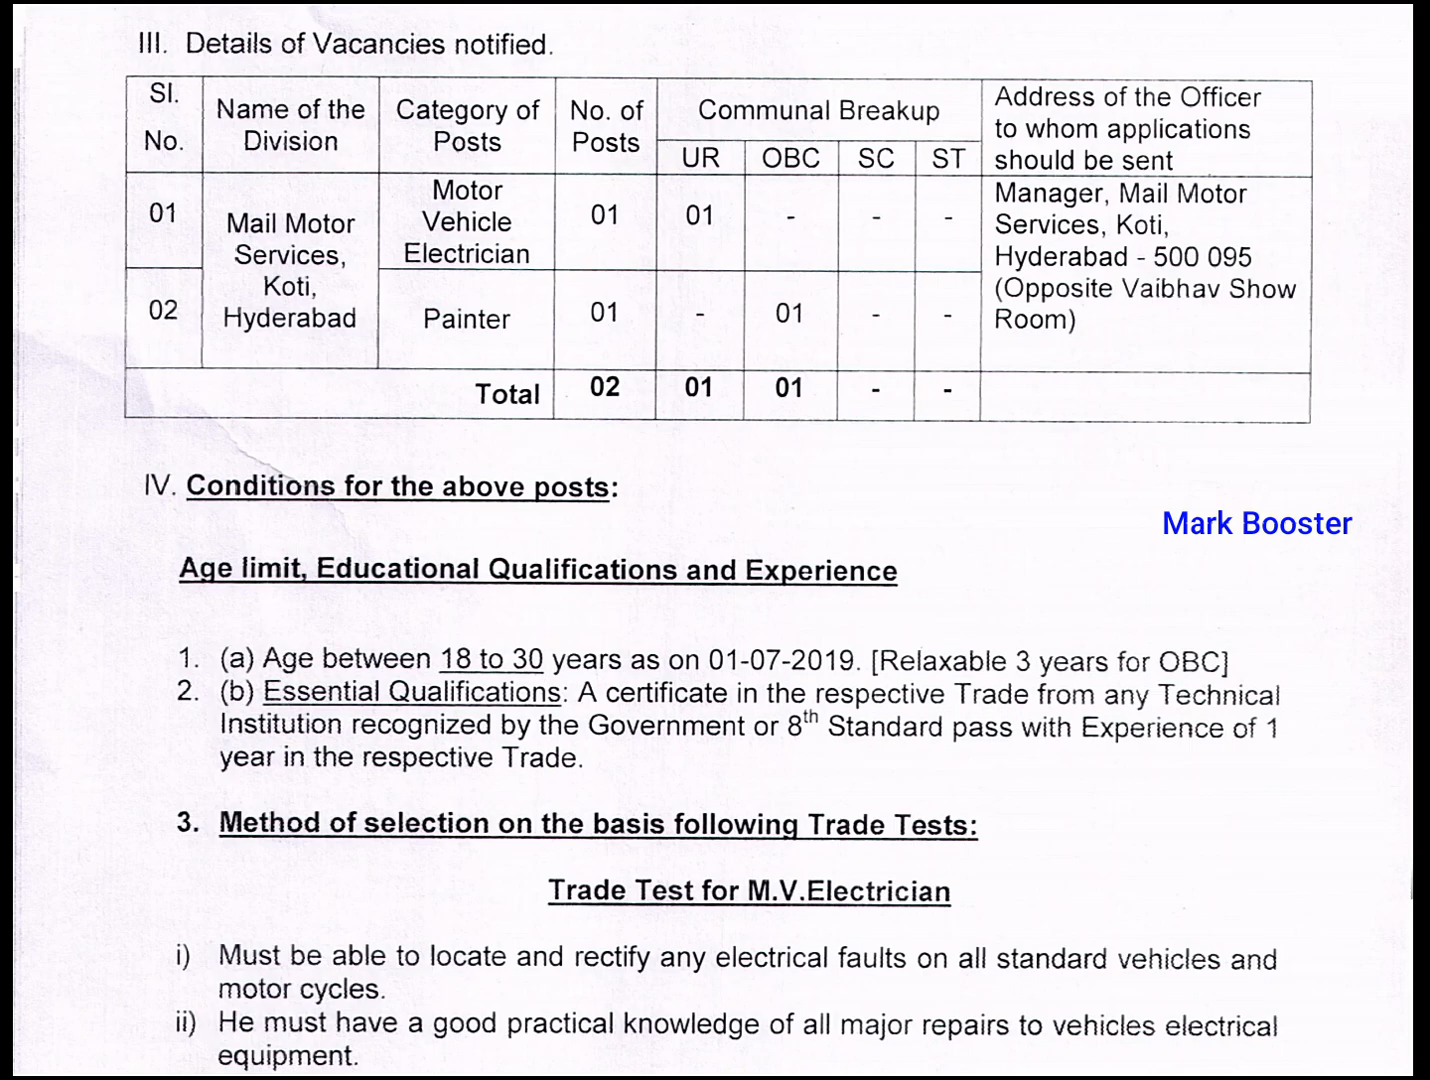 III. Details of Vacancies notified.
Sl. No. | Name of the Division | Category of Posts | No. of Posts | Communal Breakup | Address of the Officer to whom applications should be sent
UR | OBC | SC | ST
01 | Mail Motor Services, Koti, Hyderabad | Motor Vehicle Electrician | 01 | 01 | - | - | - | Manager, Mail Motor Services, Koti, Hyderabad - 500 095 (Opposite Vaibhav Show Room)
02 | Painter | 01 | - | 01 | - | -
Total | 02 | 01 | 01 | - | -
IV. Conditions for the above posts:
Mark Booster
Age limit, Educational Qualifications and Experience
1. (a) Age between 18 to 30 years as on 01-07-2019. [Relaxable 3 years for OBC]
2. (b) Essential Qualifications: A certificate in the respective Trade from any Technical
Institution recognized by the Government or 8th Standard pass with Experience of 1
year in the respective Trade.
3. Method of selection on the basis following Trade Tests:
Trade Test for M.V.Electrician
i) Must be able to locate and rectify any electrical faults on all standard vehicles and
motor cycles.
ii) He must have a good practical knowledge of all major repairs to vehicles electrical
equipment.